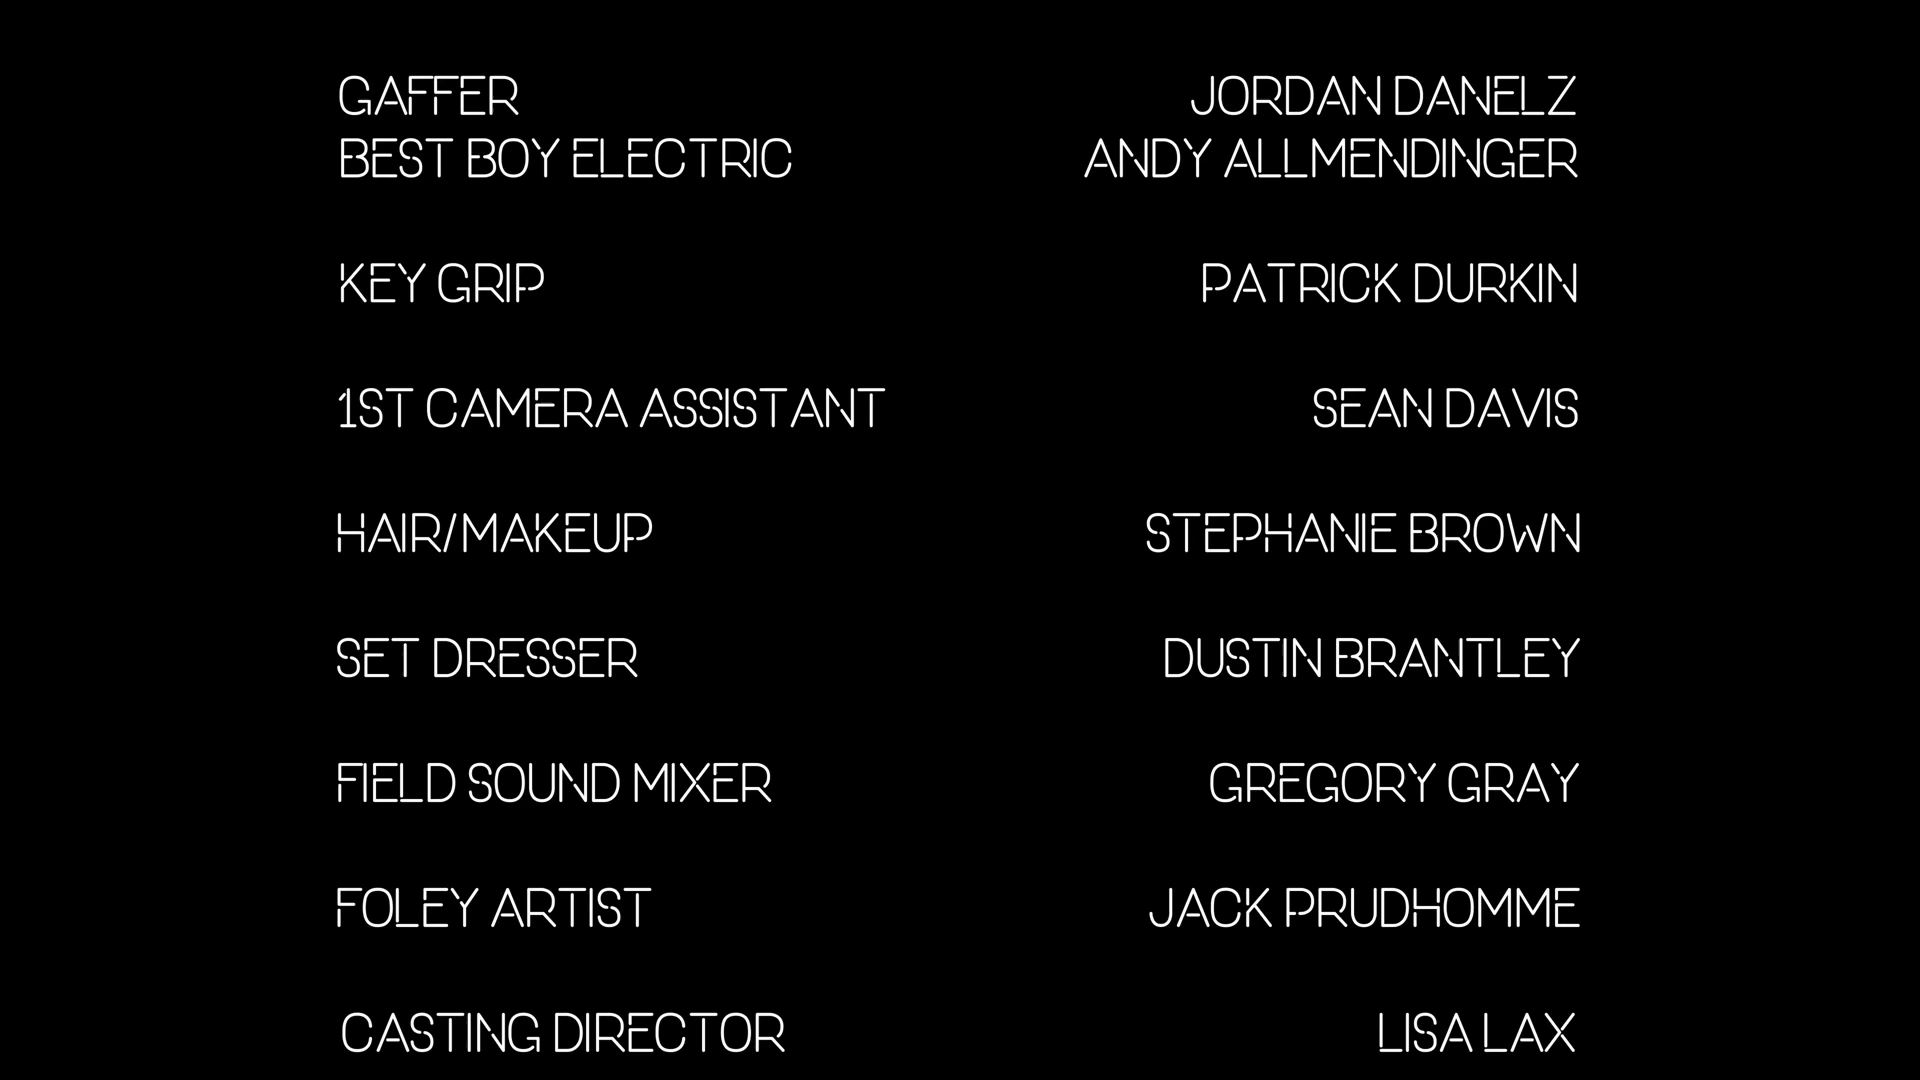 GAFFER JORDAN DANELZ
BEST BOY ELECTRIC ANDY ALLMENDINGER
KEY GRIP PATRICK DURKIN
1ST CAMERA ASSISTANT SEAN DAVIS
HAIR/MAKEUP STEPHANIE BROWN
SET DRESSER DUSTIN BRANTLEY
FIELD SOUND MIXER GREGORY GRAY
FOLEY ARTIST JACK PRUDHOMME
CASTING DIRECTOR LISA LAX